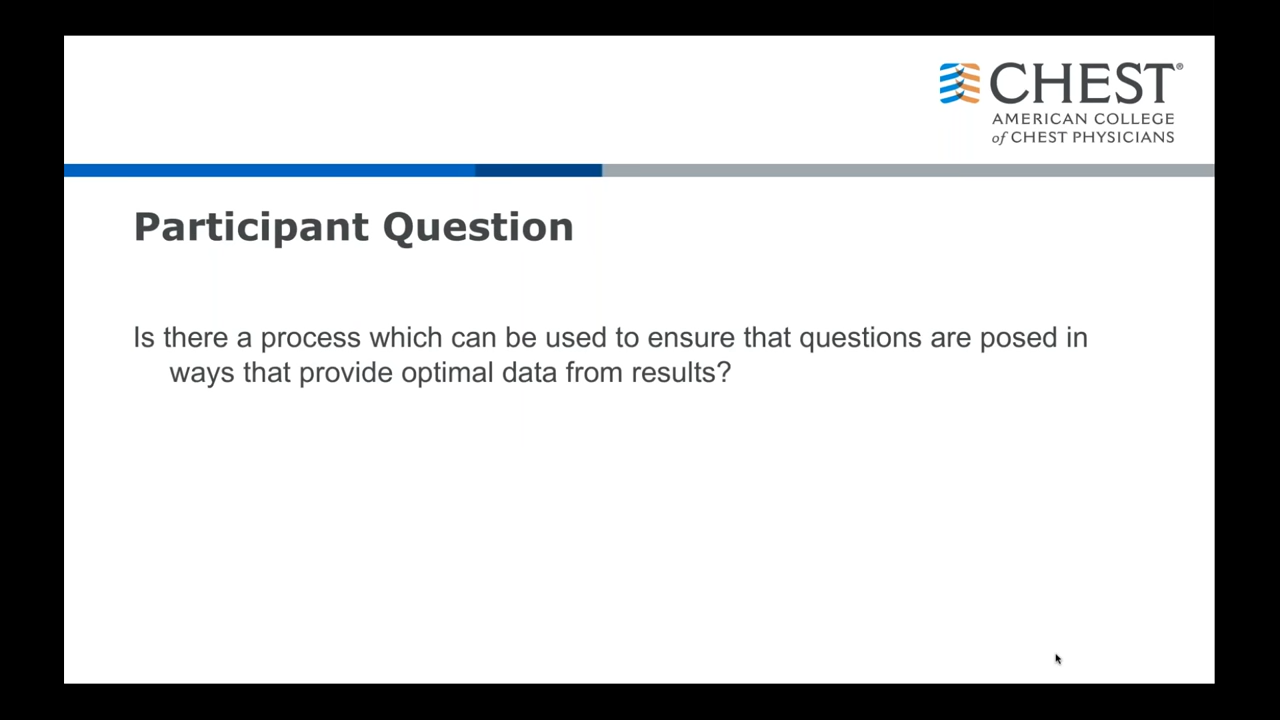 CHEST®
AMERICAN COLLEGE
of CHEST PHYSICIANS
Participant Question
Is there a process which can be used to ensure that questions are posed in
ways that provide optimal data from results?